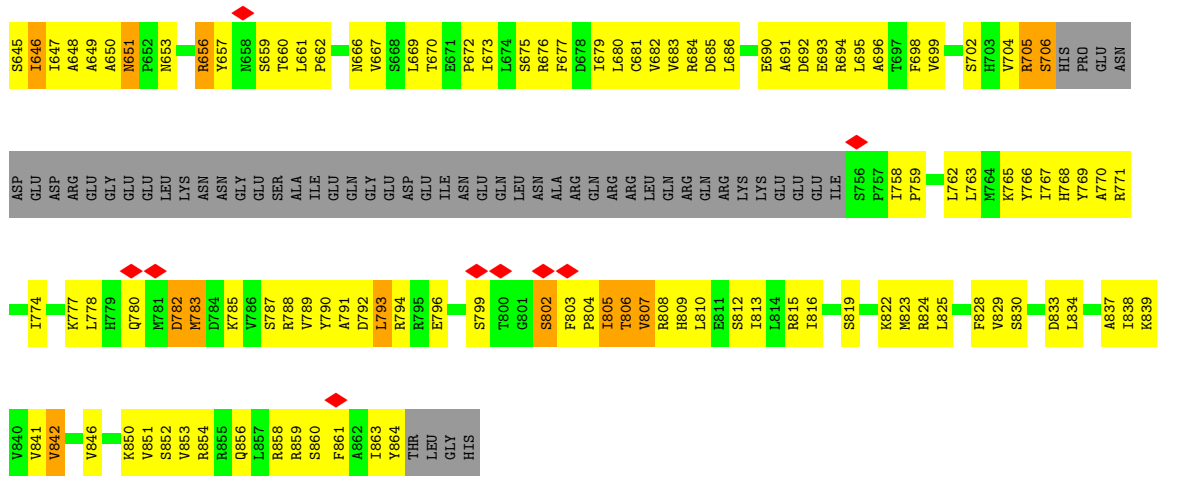 S645 I646 I647 A648 A649 A650 N651 P652 N653 R656 Y657 N658 S659 T660 L661 P662 N666 V667 S668 L669 T670 E671 P672 I673 L674 S675 R676 F677 D678 I679 L680 C681 V682 V683 R684 D685 L686 E690 A691 D692 E693 R694 L695 A696 T697 F698 V699 S702 H703 V704 R705 S706 HIS PRO GLU ASN
ASP GLU ASP ARG GLU GLY GLU GLU LEU LYS ASN ASN GLY GLU SER ALA ILE GLU GLN GLY GLU ASP GLU ILE ASN GLU GLN LEU ASN ALA ARG GLN ARG ARG LEU GLN ARG GLN ARG LYS LYS GLU GLU GLU ILE S756 P757 I758 P759 L762 L763 M764 K765 Y766 I767 H768 Y769 A770 R771
I774 K777 L778 H779 Q780 M781 D782 M783 D784 K785 V786 S787 R788 V789 Y790 A791 D792 L793 R794 R795 E796 S799 T800 G801 S802 F803 P804 I805 T806 V807 R808 H809 L810 E811 S812 I813 L814 R815 I816 S819 K822 M823 R824 L825 F828 V829 S830 D833 L834 A837 I838 K839
V840 V841 V842 V846 K850 V851 S852 V853 R854 R855 Q856 L857 R858 R859 S860 F861 A862 I863 Y864 THR LEU GLY HIS